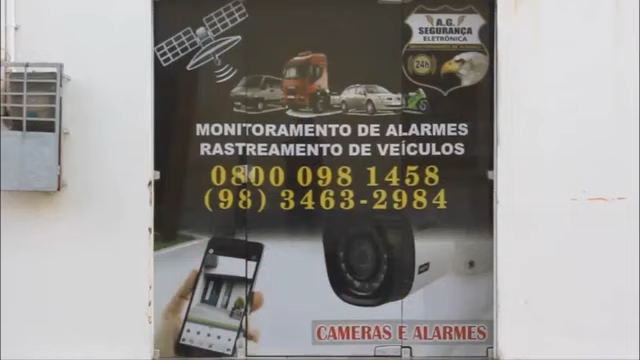 A.G.
SEGURANÇA
ELETRÔNICA
24h
MONITORAMENTO DE ALARMES
RASTREAMENTO DE VEÍCULOS
0800 098 1458
(98) 3463-2984
CAMERAS E ALARMES